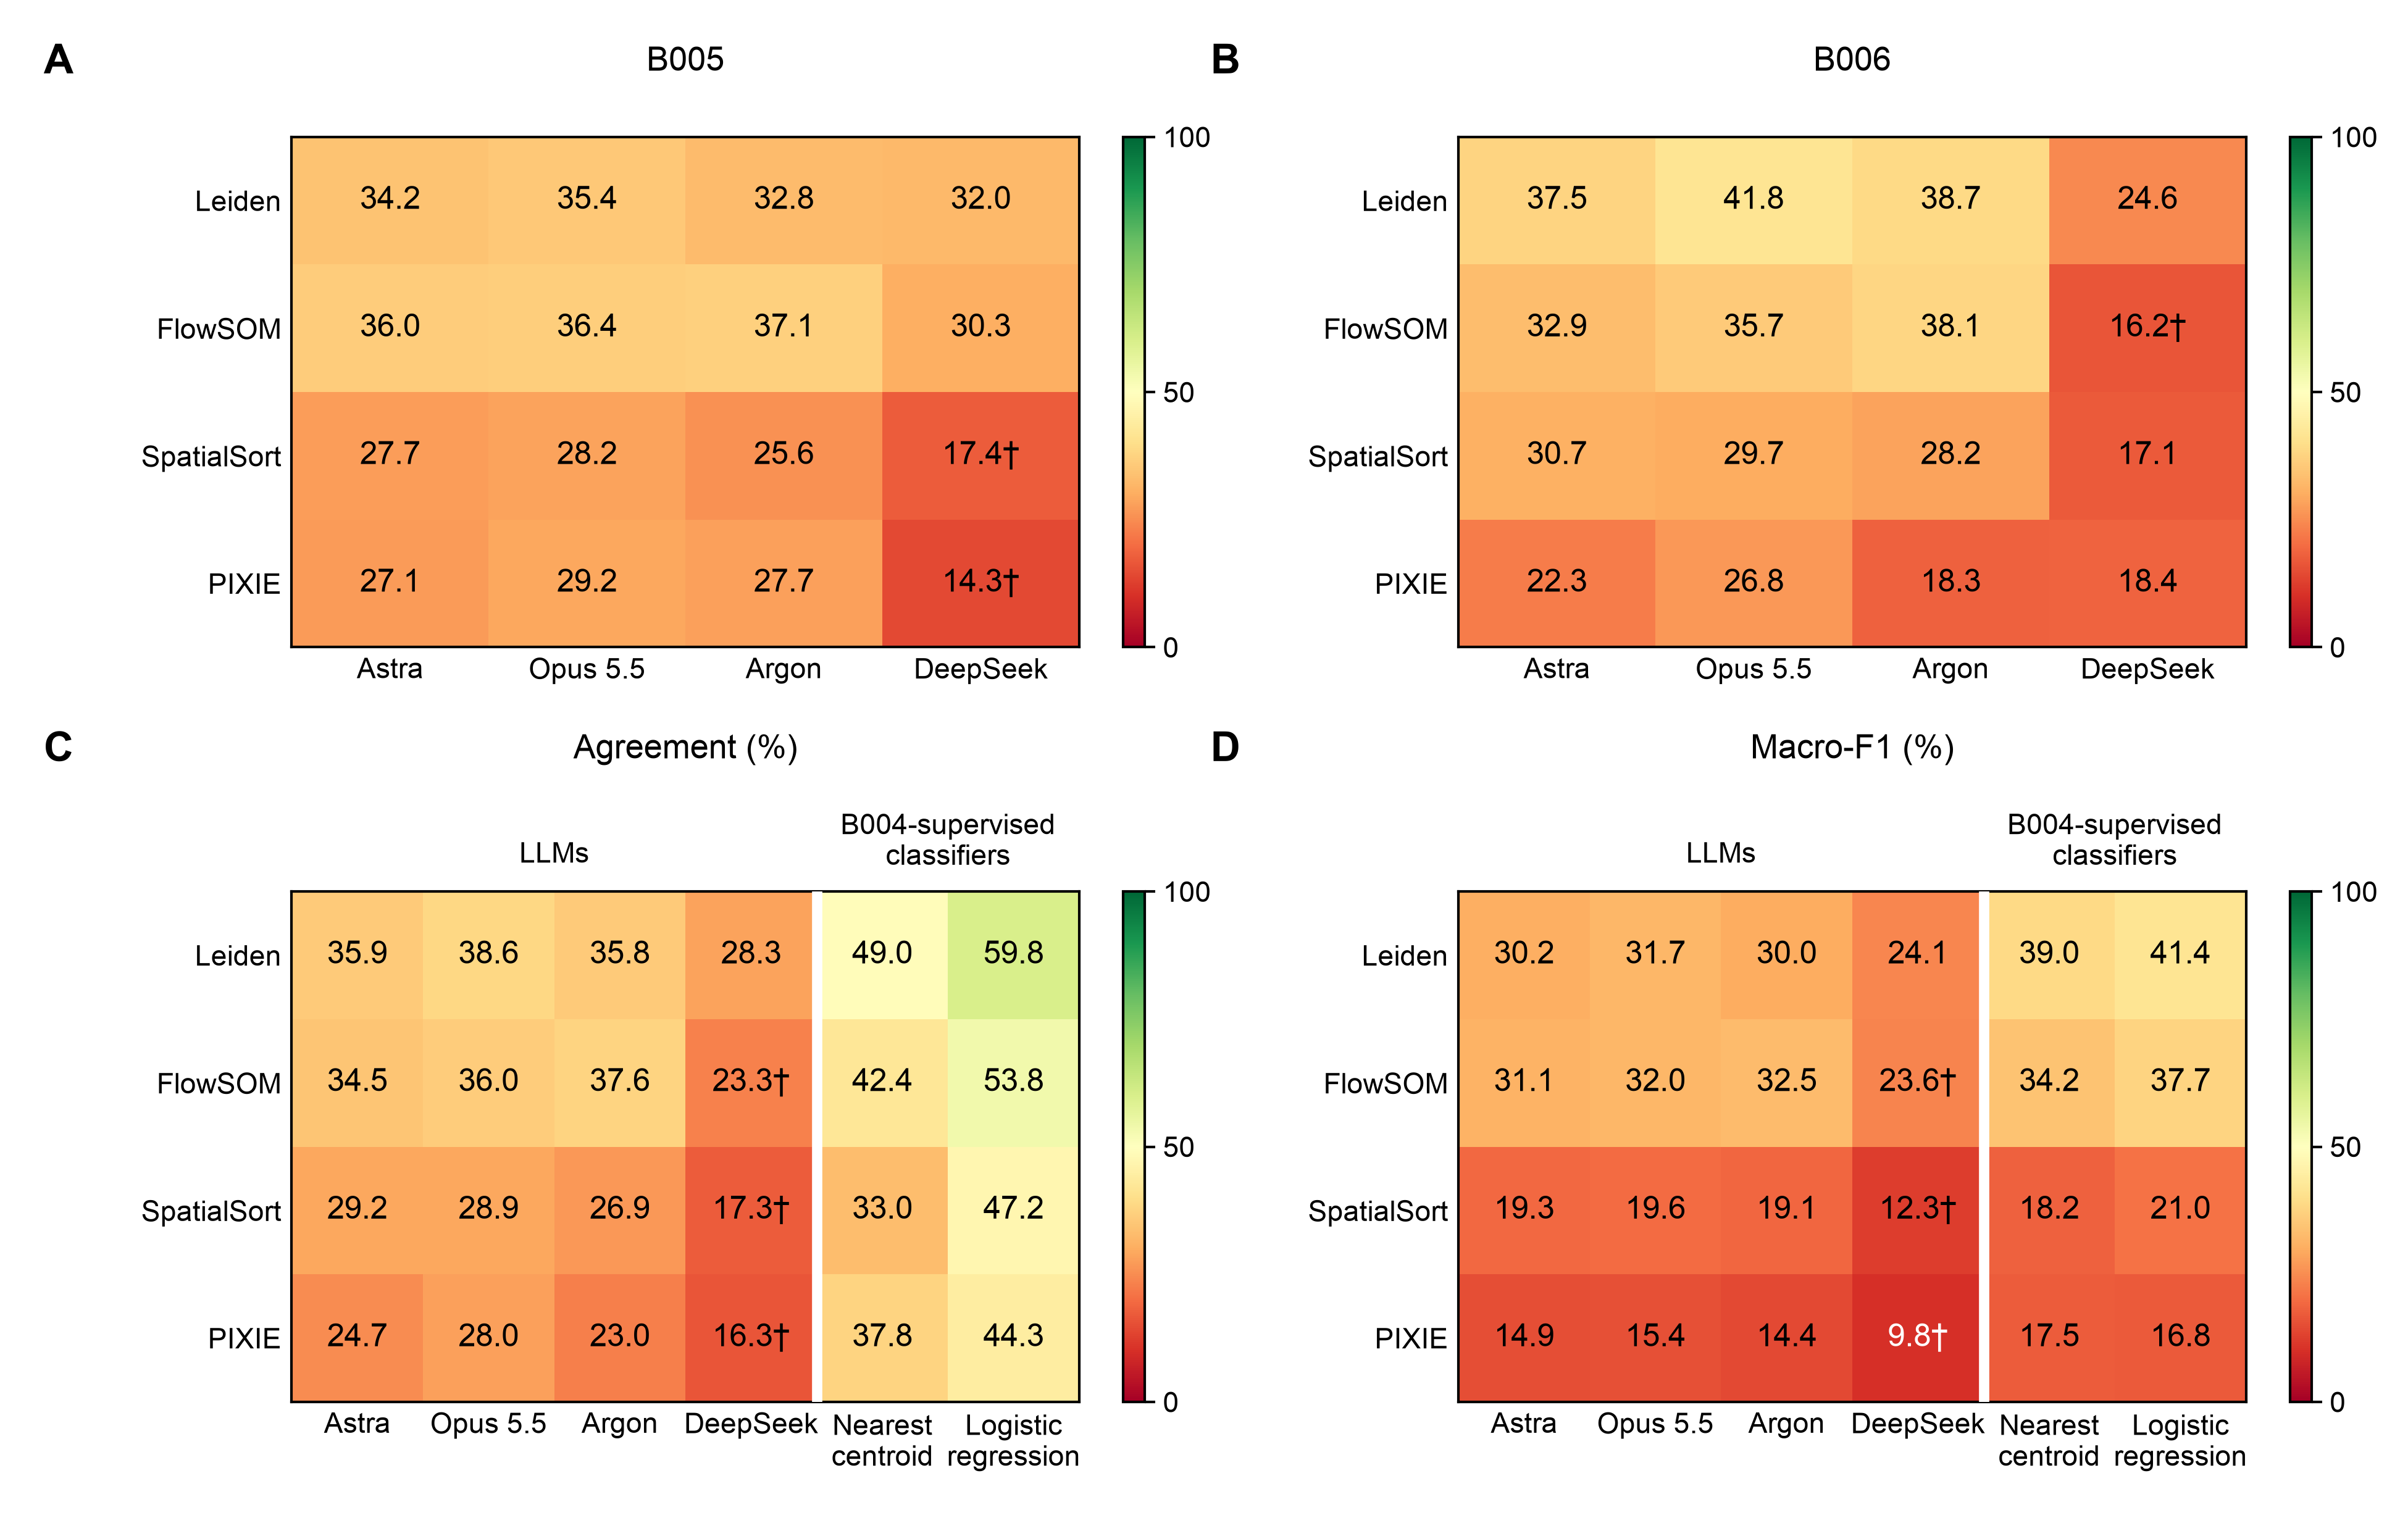 A
B005
Leiden 34.2 35.4 32.8 32.0
FlowSOM 36.0 36.4 37.1 30.3
SpatialSort 27.7 28.2 25.6 17.4†
PIXIE 27.1 29.2 27.7 14.3†
Astra Opus 5.5 Argon DeepSeek
100
50
0
B
B006
Leiden 37.5 41.8 38.7 24.6
FlowSOM 32.9 35.7 38.1 16.2†
SpatialSort 30.7 29.7 28.2 17.1
PIXIE 22.3 26.8 18.3 18.4
Astra Opus 5.5 Argon DeepSeek
100
50
0
C
Agreement (%)
LLMs
B004-supervised
classifiers
Leiden 35.9 38.6 35.8 28.3 49.0 59.8
FlowSOM 34.5 36.0 37.6 23.3† 42.4 53.8
SpatialSort 29.2 28.9 26.9 17.3† 33.0 47.2
PIXIE 24.7 28.0 23.0 16.3† 37.8 44.3
Astra Opus 5.5 Argon DeepSeek Nearest Logistic
centroid regression
100
50
0
D
Macro-F1 (%)
LLMs
B004-supervised
classifiers
Leiden 30.2 31.7 30.0 24.1 39.0 41.4
FlowSOM 31.1 32.0 32.5 23.6† 34.2 37.7
SpatialSort 19.3 19.6 19.1 12.3† 18.2 21.0
PIXIE 14.9 15.4 14.4 9.8† 17.5 16.8
Astra Opus 5.5 Argon DeepSeek Nearest Logistic
centroid regression
100
50
0